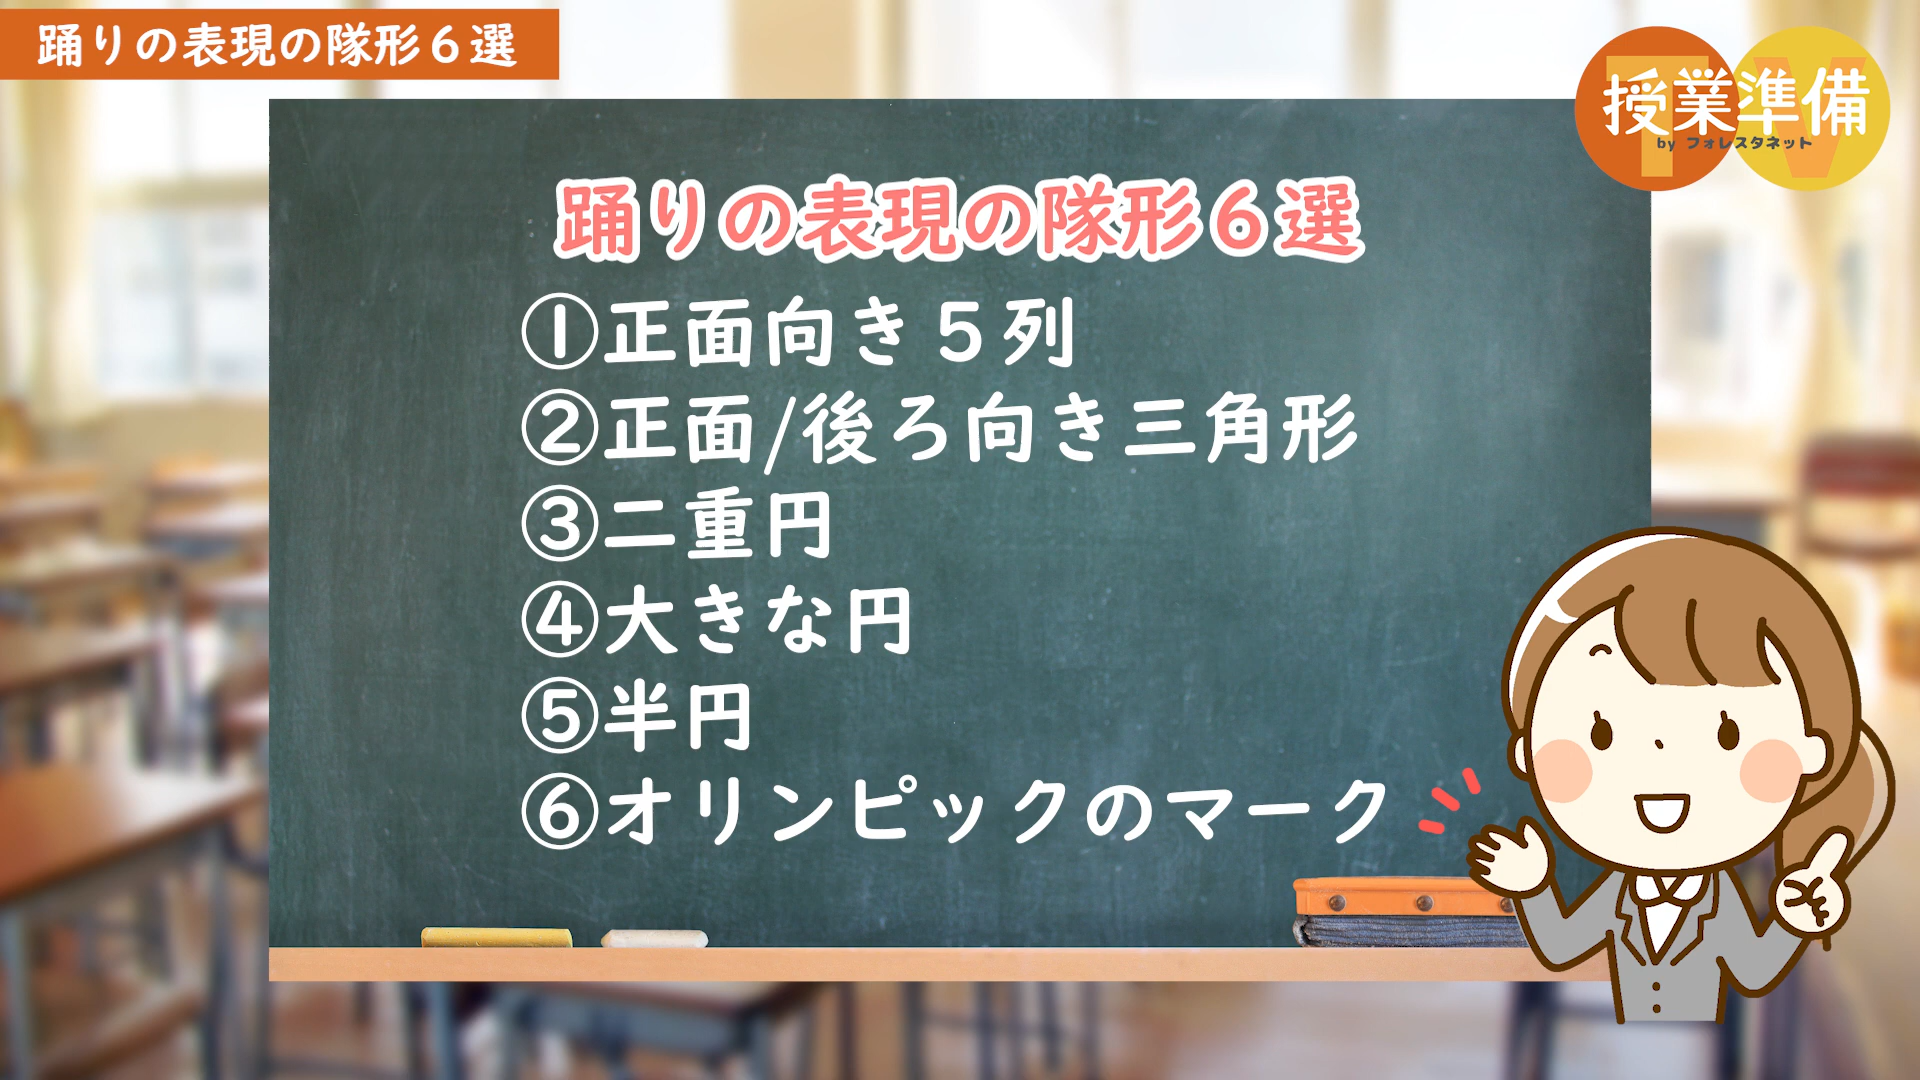 踊りの表現の隊形６選
授業準備
TV
by フォレスタネット
踊りの表現の隊形６選
①正面向き５列
②正面/後ろ向き三角形
③二重円
④大きな円
⑤半円
⑥オリンピックのマーク